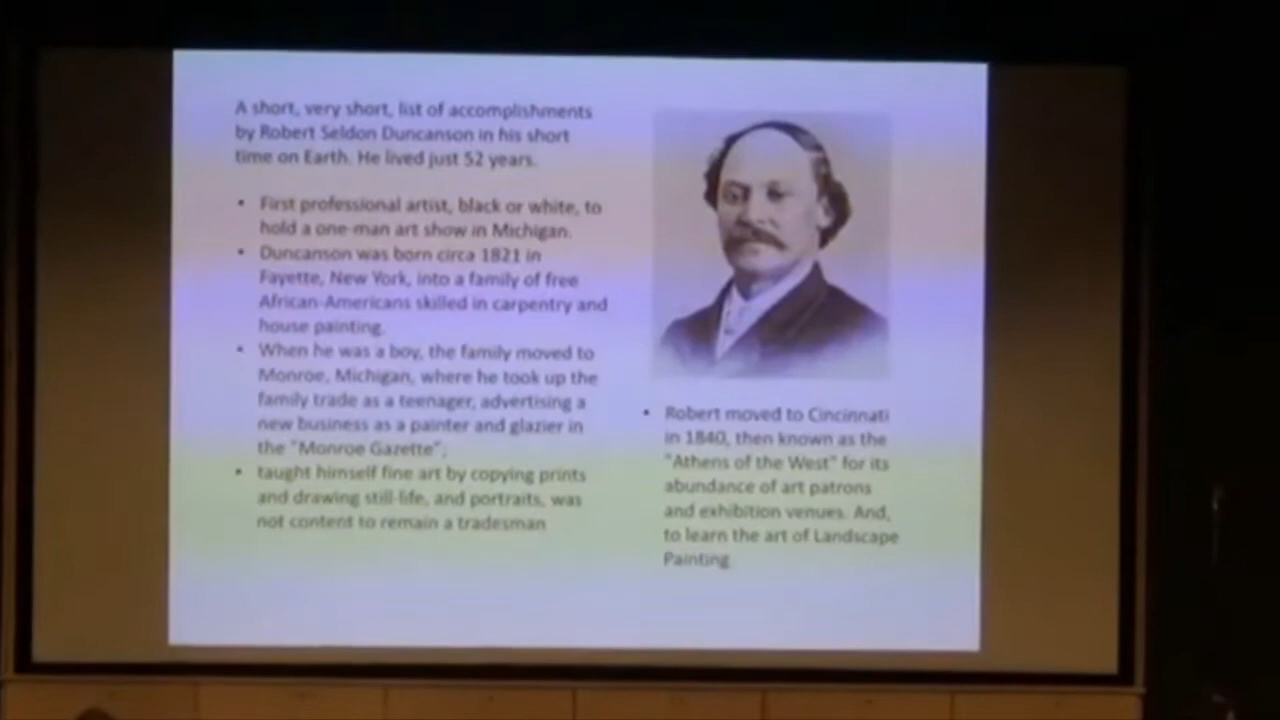 A short, very short, list of accomplishments
by Robert Seldon Duncanson in his short
time on Earth. He lived just 52 years.
• First professional artist, black or white, to
hold a one-man art show in Michigan.
• Duncanson was born circa 1821 in
Fayette, New York, into a family of free
African-Americans skilled in carpentry and
house painting.
• When he was a boy, the family moved to
Monroe, Michigan, where he took up the
family trade as a teenager, advertising a
new business as a painter and glazier in
the "Monroe Gazette";
• taught himself fine art by copying prints
and drawing still-life, and portraits, was
not content to remain a tradesman
• Robert moved to Cincinnati
in 1840, then known as the
"Athens of the West" for its
abundance of art patrons
and exhibition venues. And,
to learn the art of Landscape
Painting.